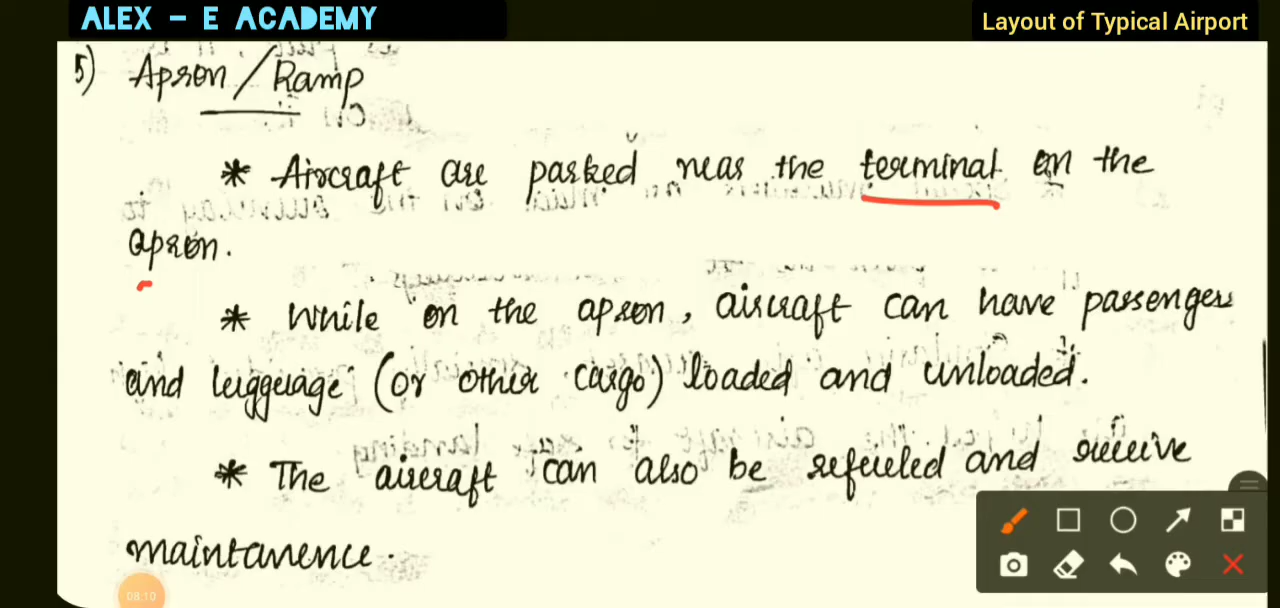 ALEX – E ACADEMY
Layout of Typical Airport
5) Apron / Ramp
* Aircraft are parked near the terminal on the
apron.
* While on the apron, aircraft can have passengers
and luggage (or other cargo) loaded and unloaded.
* The aircraft can also be refueled and receive
maintanence.
08:10